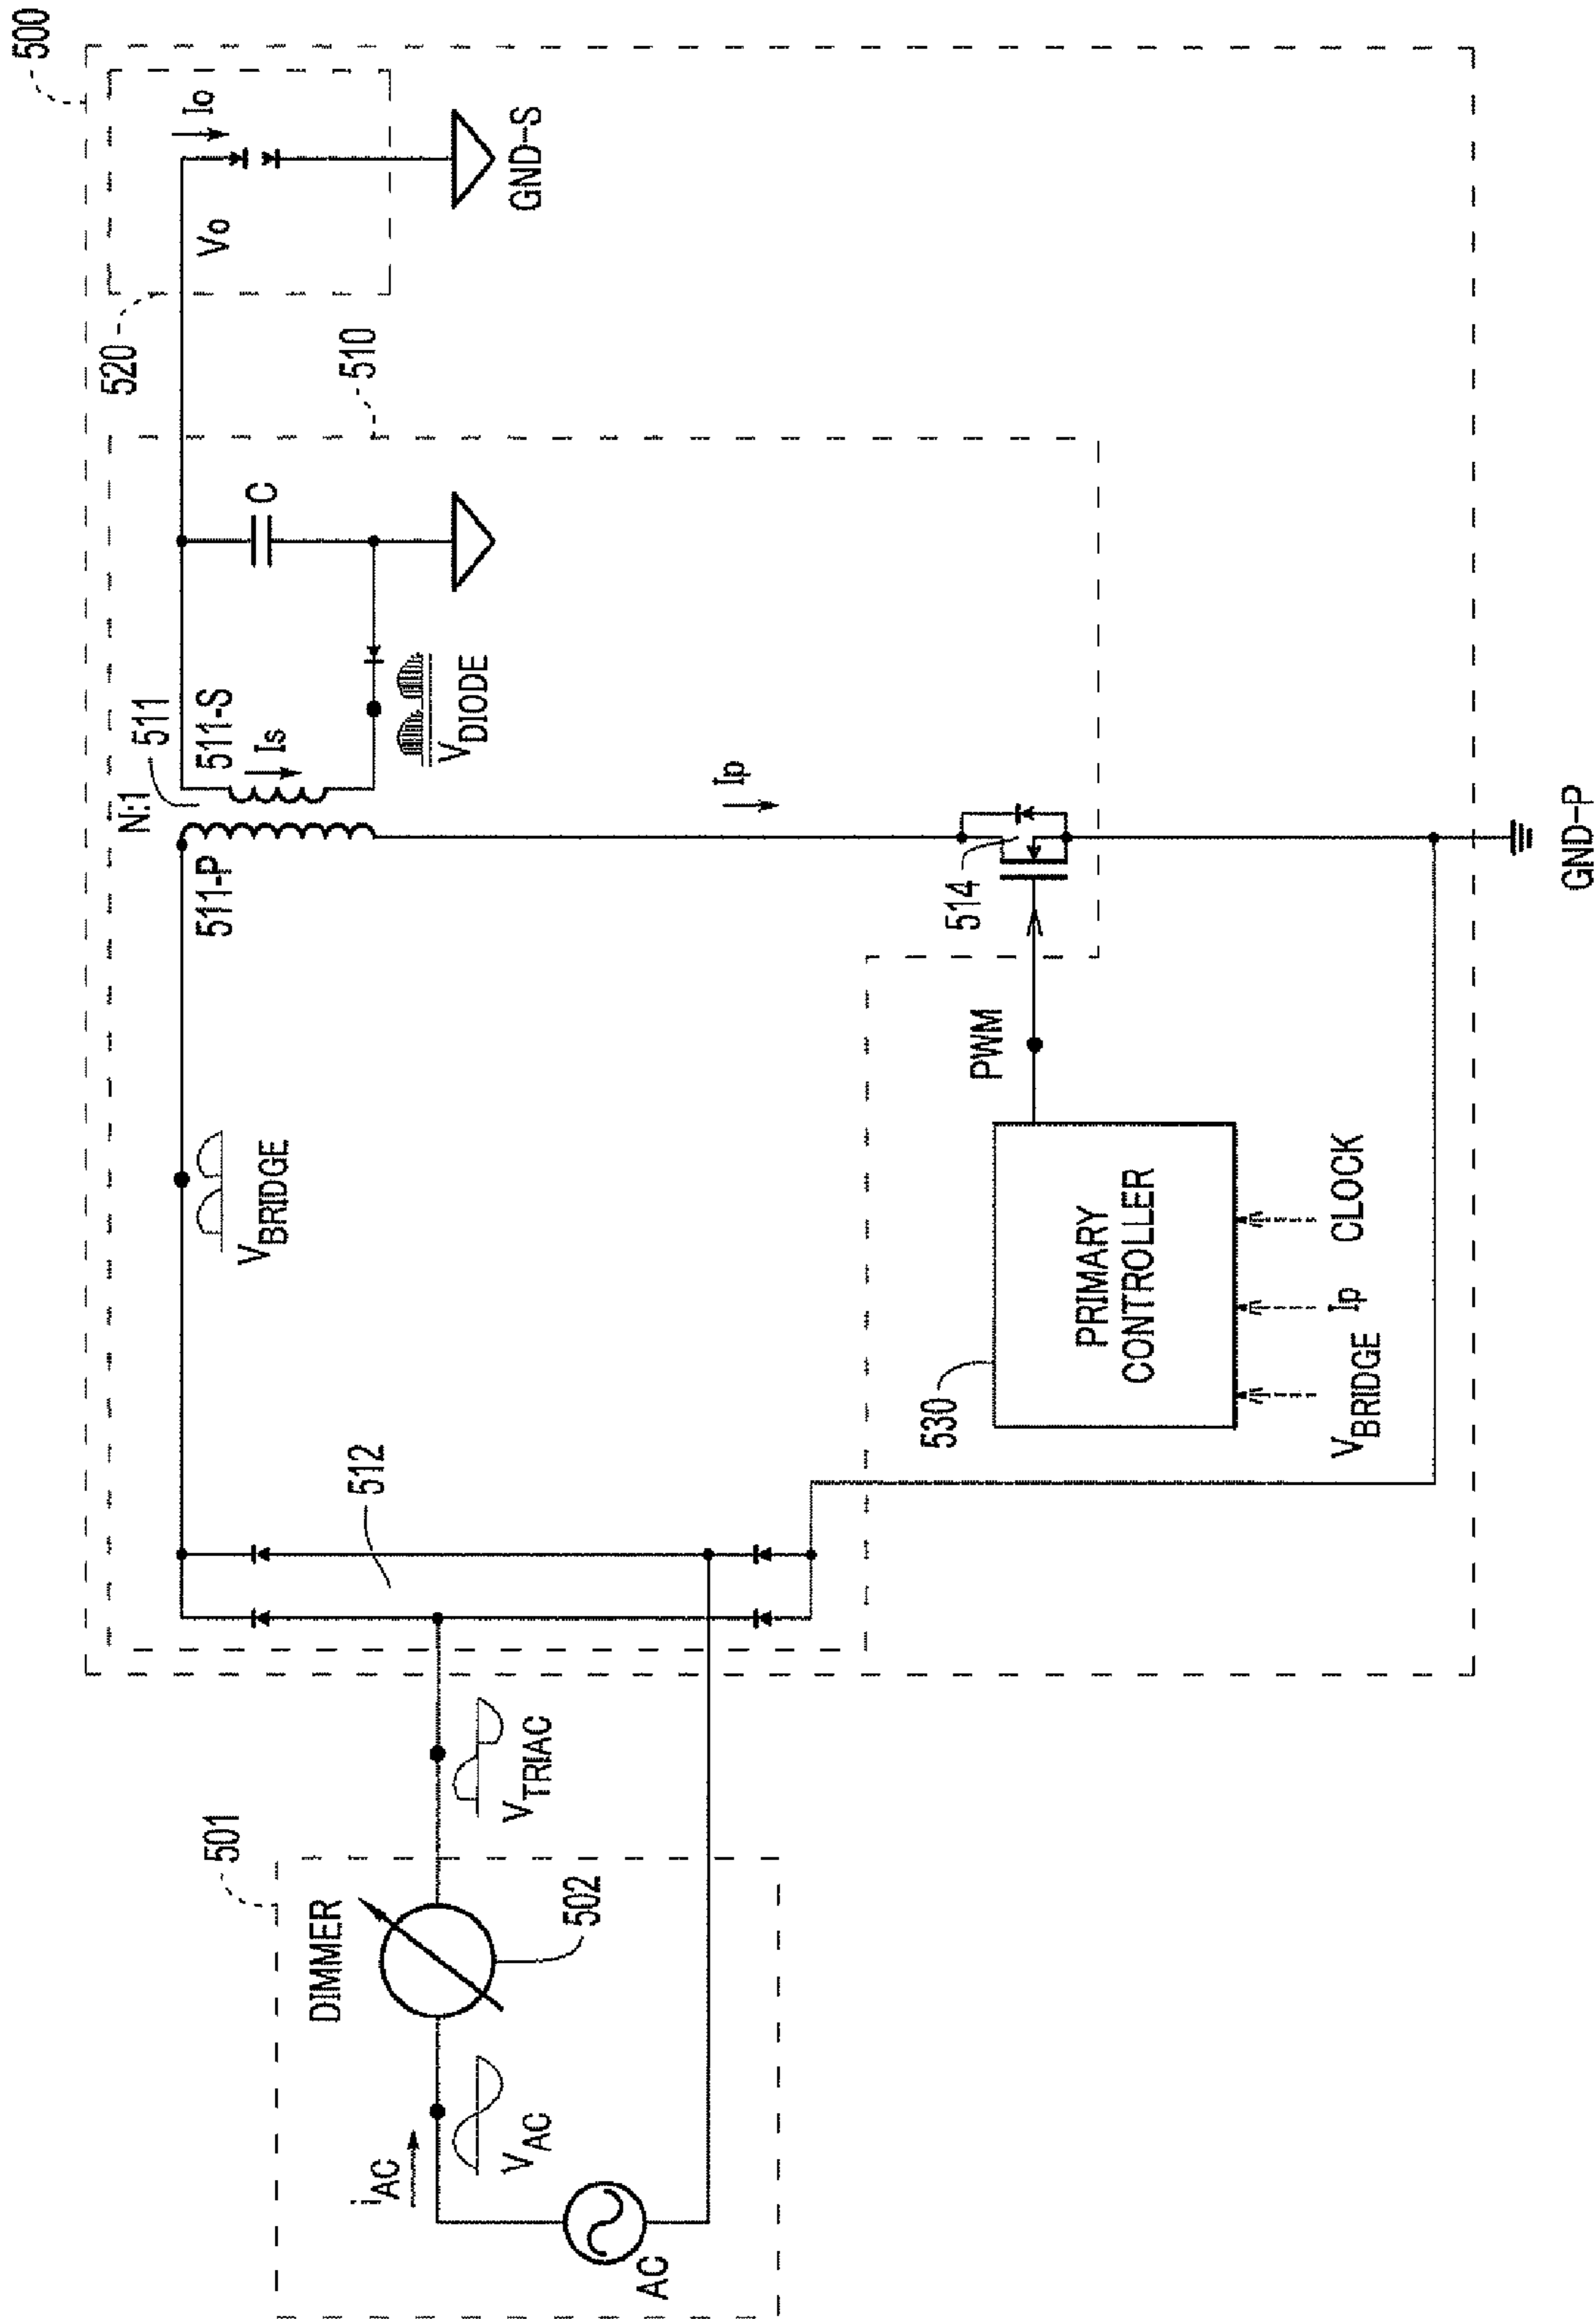 500
501
DIMMER
502
iAC
VAC
AC
VTRIAC
512
VBRIDGE
N:1
511
511-P
511-S
Is
VDIODE
C
510
520
Vo
Io
GND-S
Ip
514
PWM
530
PRIMARY
CONTROLLER
VBRIDGE Ip CLOCK
GND-P